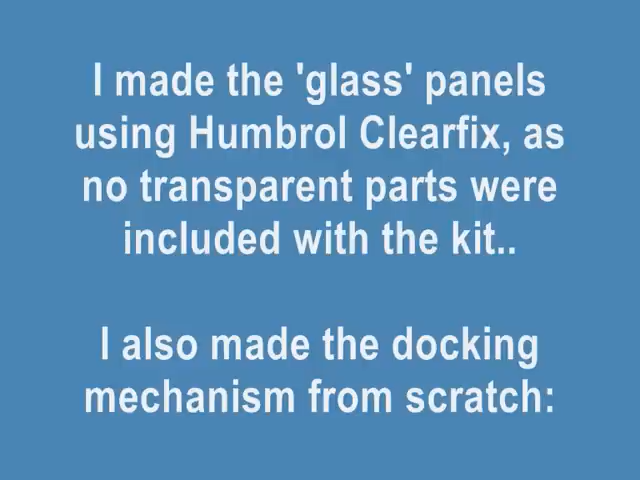 I made the 'glass' panels
using Humbrol Clearfix, as
no transparent parts were
included with the kit..
I also made the docking
mechanism from scratch: